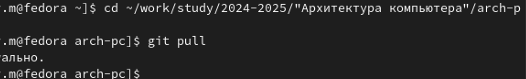 r.m@fedora ~]$ cd ~/work/study/2024-2025/"Архитектура компьютера"/arch-p
r.m@fedora arch-pc]$ git pull
ально.
r.m@fedora arch-pc]$